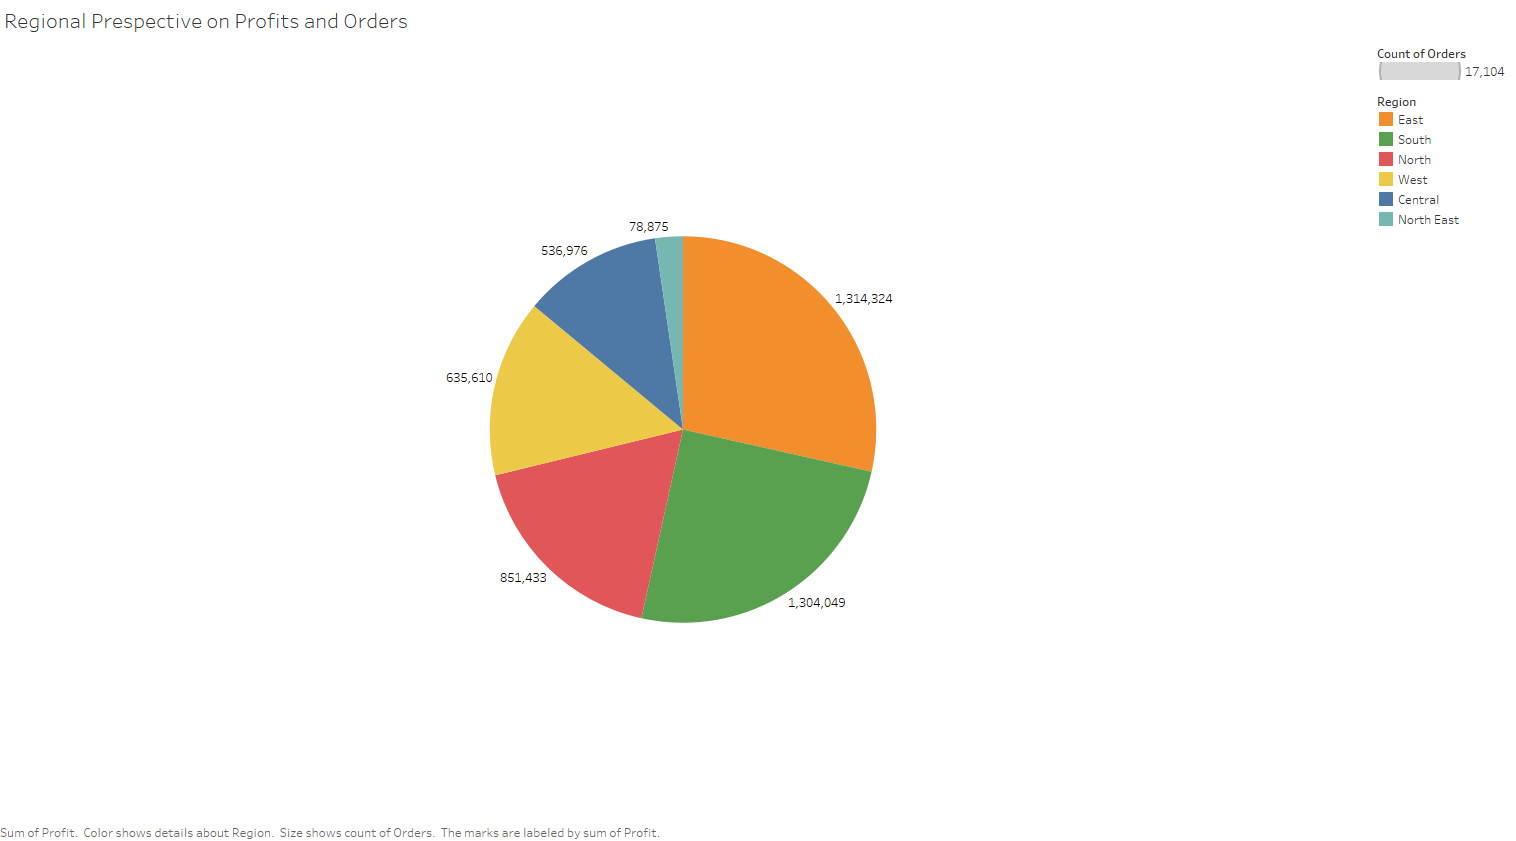 Regional Prespective on Profits and Orders
Count of Orders
17,104
Region
East
South
North
West
Central
North East
78,875
536,976
1,314,324
635,610
851,433
1,304,049
Sum of Profit.  Color shows details about Region.  Size shows count of Orders.  The marks are labeled by sum of Profit.